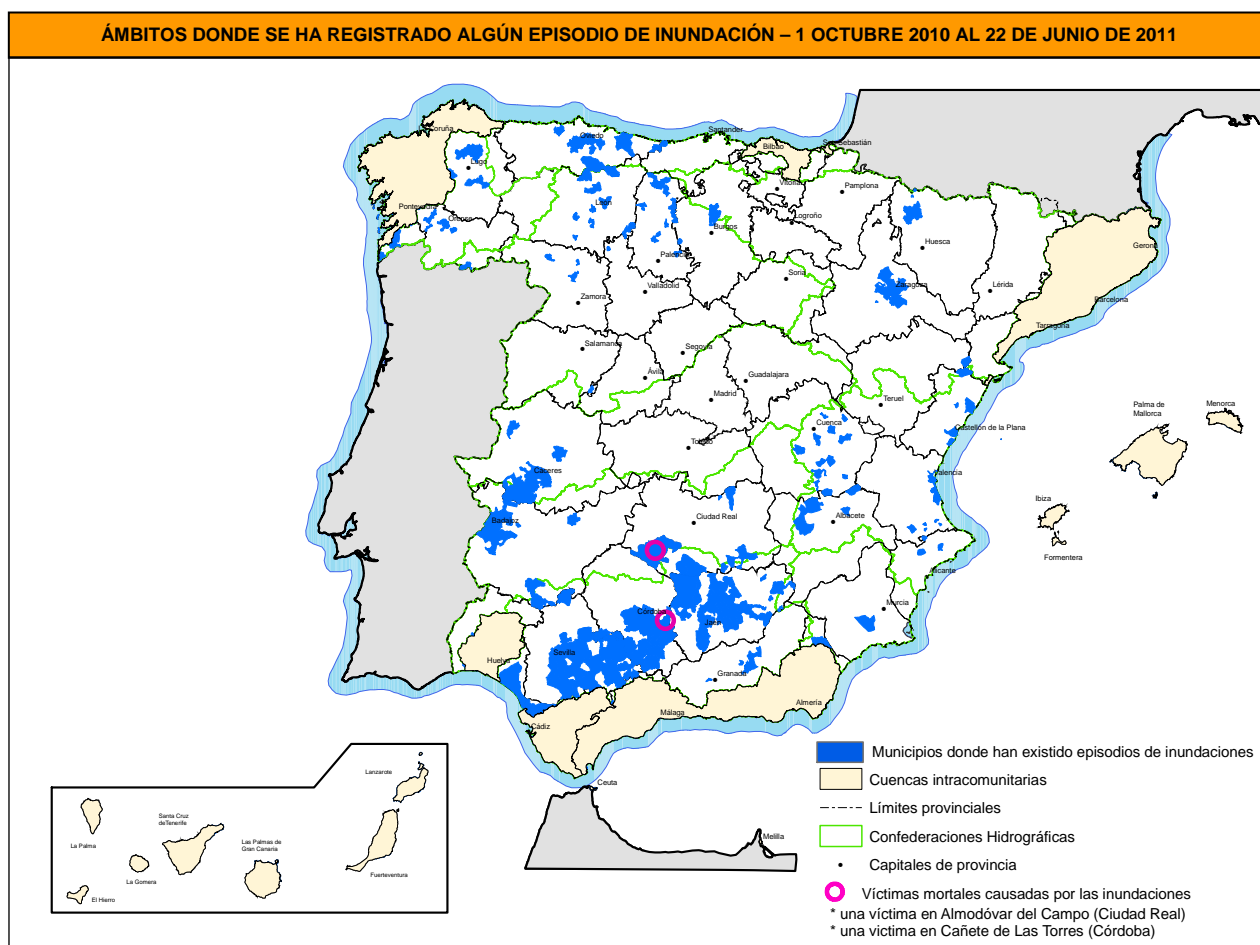 ÁMBITOS DONDE SE HA REGISTRADO ALGÚN EPISODIO DE INUNDACIÓN – 1 OCTUBRE 2010 AL 22 DE JUNIO DE 2011
Coruña
Oviedo
Santander
Bilbao
San Sebastián
Lugo
Vitoria
Pamplona
Pontevedra
Orense
León
Burgos
Logroño
Huesca
Gerona
Palencia
Soria
Zamora
Valladolid
Zaragoza
Lérida
Barcelona
Tarragona
Salamanca
Segovia
Ávila
Guadalajara
Madrid
Teruel
Palma de
Mallorca
Menorca
Cuenca
Castellón de la Plana
Toledo
Cáceres
Valencia
Ibiza
Badajoz
Ciudad Real
Albacete
Formentera
Alicante
Murcia
Córdoba
Jaén
Sevilla
Huelva
Granada
Almería
Málaga
Cádiz
Ceuta
Melilla
Lanzarote
Santa Cruz
deTenerife
La Palma
Las Palmas de
Gran Canaria
La Gomera
Fuerteventura
El Hierro
Municipios donde han existido episodios de inundaciones
Cuencas intracomunitarias
Límites provinciales
Confederaciones Hidrográficas
Capitales de provincia
Víctimas mortales causadas por las inundaciones
* una víctima en Almodóvar del Campo (Ciudad Real)
* una victima en Cañete de Las Torres (Córdoba)